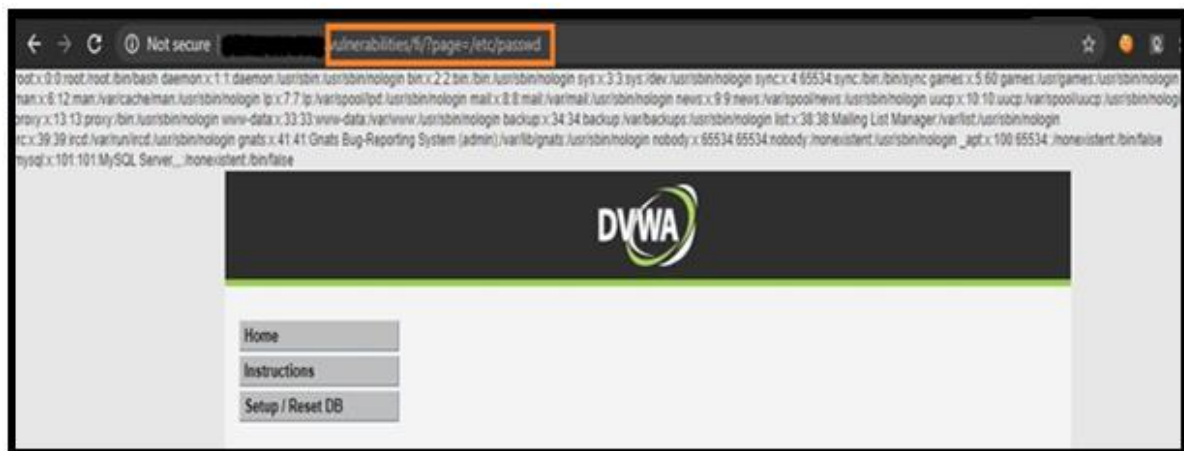 Not secure vulnerabilities/fi/?page=/etc/passwd
root:x:0:0:root:/root:/bin/bash daemon:x:1:1:daemon:/usr/sbin:/usr/sbin/nologin bin:x:2:2:bin:/bin:/usr/sbin/nologin sys:x:3:3:sys:/dev:/usr/sbin/nologin sync:x:4:65534:sync:/bin:/bin/sync games:x:5:60:games:/usr/games:/usr/sbin/nologin
man:x:6:12:man:/var/cache/man:/usr/sbin/nologin lp:x:7:7:lp:/var/spool/lpd:/usr/sbin/nologin mail:x:8:8:mail:/var/mail:/usr/sbin/nologin news:x:9:9:news:/var/spool/news:/usr/sbin/nologin uucp:x:10:10:uucp:/var/spool/uucp:/usr/sbin/nologin
proxy:x:13:13:proxy:/bin:/usr/sbin/nologin www-data:x:33:33:www-data:/var/www:/usr/sbin/nologin backup:x:34:34:backup:/var/backups:/usr/sbin/nologin list:x:38:38:Mailing List Manager:/var/list:/usr/sbin/nologin
irc:x:39:39:ircd:/var/run/ircd:/usr/sbin/nologin gnats:x:41:41:Gnats Bug-Reporting System (admin):/var/lib/gnats:/usr/sbin/nologin nobody:x:65534:65534:nobody:/nonexistent:/usr/sbin/nologin _apt:x:100:65534::/nonexistent:/bin/false
mysql:x:101:101:MySQL Server,,,:/nonexistent:/bin/false
DVWA
Home
Instructions
Setup / Reset DB